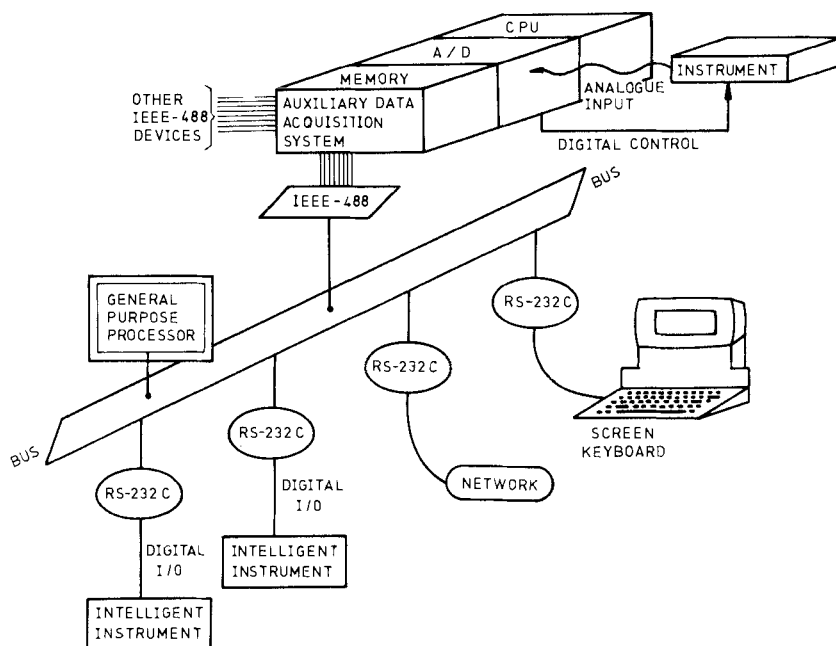 CPU
A/D
MEMORY
INSTRUMENT
ANALOGUE
INPUT
OTHER
IEEE-488
DEVICES
AUXILIARY DATA
ACQUISITION
SYSTEM
DIGITAL CONTROL
IEEE-488
BUS
GENERAL
PURPOSE
PROCESSOR
RS-232C
RS-232C
RS-232C
RS-232C
BUS
SCREEN
KEYBOARD
NETWORK
DIGITAL
I/O
INTELLIGENT
INSTRUMENT
DIGITAL
I/O
INTELLIGENT
INSTRUMENT